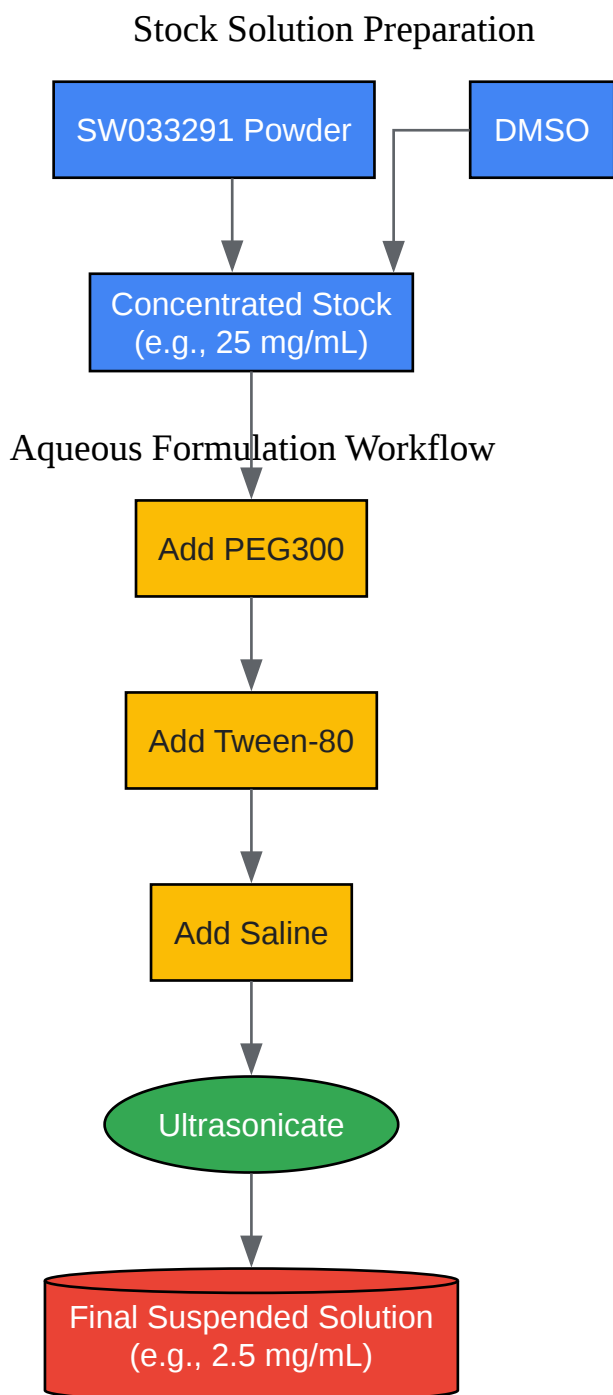 Stock Solution Preparation
SW033291 Powder
DMSO
Concentrated Stock
(e.g., 25 mg/mL)
Aqueous Formulation Workflow
Add PEG300
Add Tween-80
Add Saline
Ultrasonicate
Final Suspended Solution
(e.g., 2.5 mg/mL)